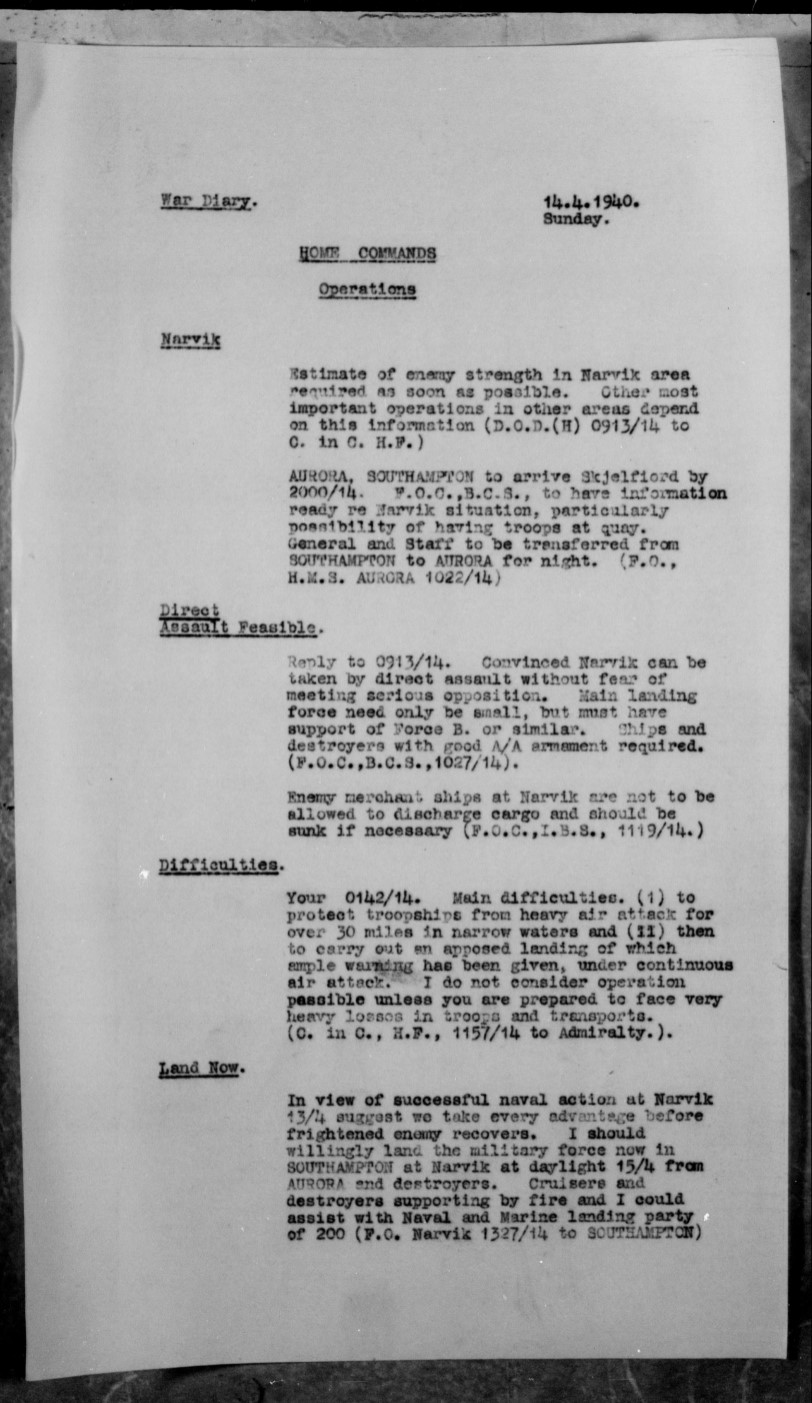 War Diary.
14.4.1940.
Sunday.
HOME COMMANDS
Operations
Narvik
Estimate of enemy strength in Narvik area
required as soon as possible. Other most
important operations in other areas depend
on this information (D.O.D.(H) 0913/14 to
C. in C. H.F.)
AURORA, SOUTHAMPTON to arrive Skjelfiord by
2000/14. F.O.C.,B.C.S., to have information
ready re Narvik situation, particularly
possibility of having troops at quay.
General and Staff to be transferred from
SOUTHAMPTON to AURORA for night. (F.O.,
H.M.S. AURORA 1022/14)
Direct
Assault Feasible.
Reply to 0913/14. Convinced Narvik can be
taken by direct assault without fear of
meeting serious opposition. Main landing
force need only be small, but must have
support of Force B. or similar. Ships and
destroyers with good A/A armament required.
(F.O.C.,B.C.S.,1027/14).
Enemy merchant ships at Narvik are not to be
allowed to discharge cargo and should be
sunk if necessary (F.O.C.,I.B.S., 1119/14.)
Difficulties.
Your 0142/14. Main difficulties. (1) to
protect troopships from heavy air attack for
over 30 miles in narrow waters and (II) then
to carry out an apposed landing of which
ample warning has been given, under continuous
air attack. I do not consider operation
possible unless you are prepared to face very
heavy losses in troops and transports.
(C. in C., H.F., 1157/14 to Admiralty.).
Land Now.
In view of successful naval action at Narvik
13/4 suggest we take every advantage before
frightened enemy recovers. I should
willingly land the military force now in
SOUTHAMPTON at Narvik at daylight 15/4 from
AURORA and destroyers. Cruisers and
destroyers supporting by fire and I could
assist with Naval and Marine landing party
of 200 (F.O. Narvik 1327/14 to SOUTHAMPTON)